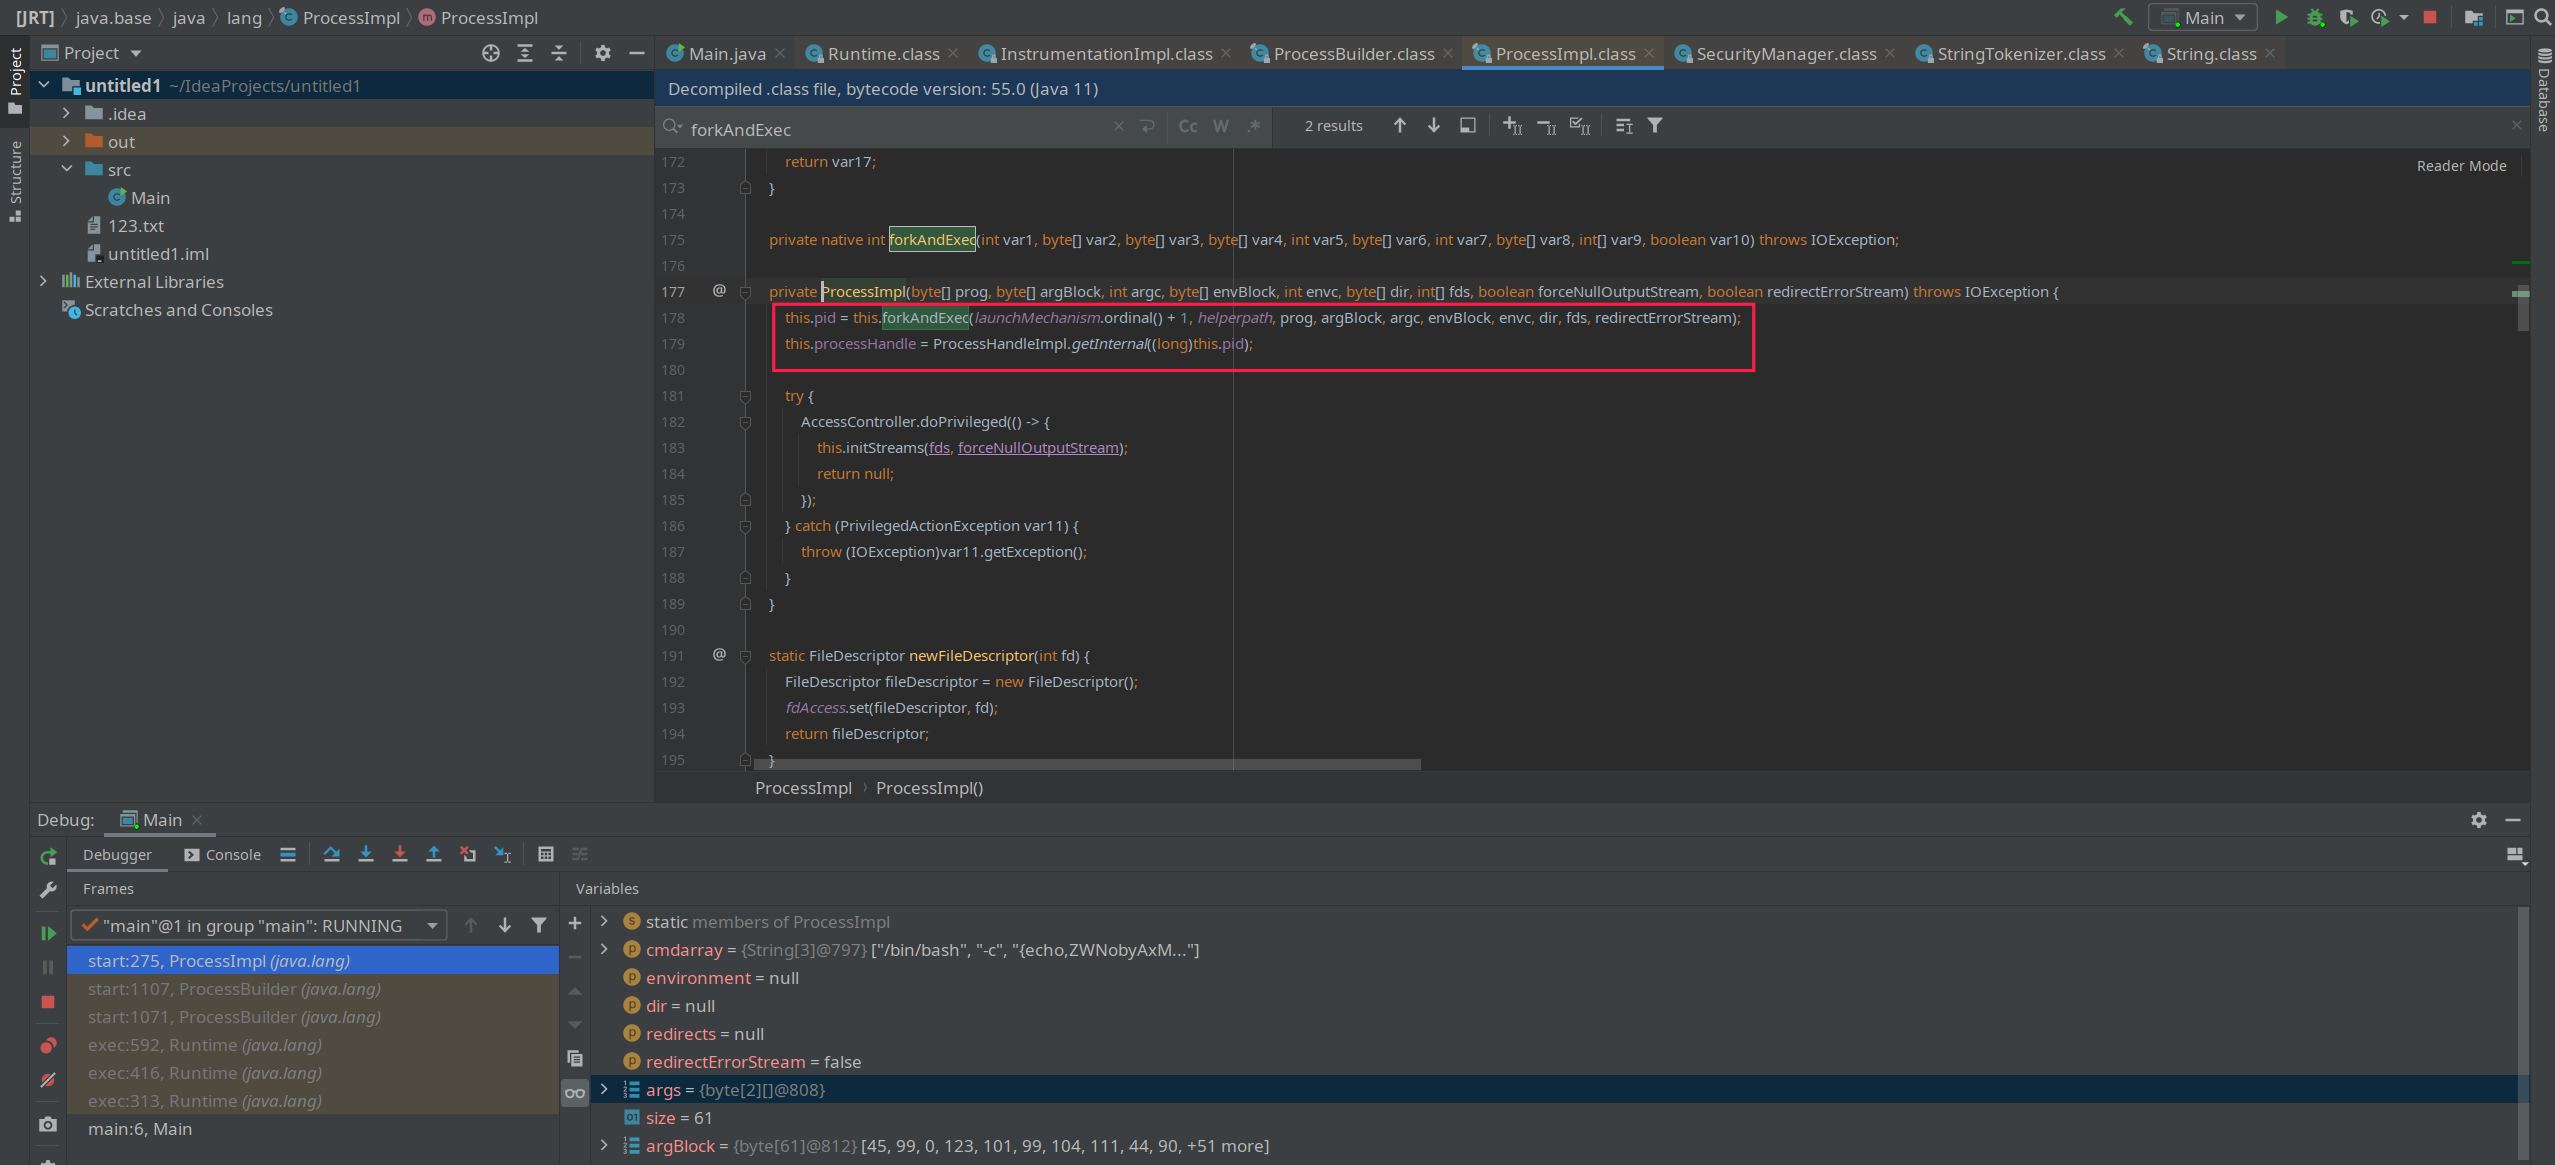 [JRT] java.base java lang ProcessImpl ProcessImpl
Main
Project
Main.java Runtime.class InstrumentationImpl.class ProcessBuilder.class ProcessImpl.class SecurityManager.class StringTokenizer.class String.class
Project
Structure
Database
untitled1 ~/IdeaProjects/untitled1
.idea
out
src
Main
123.txt
untitled1.iml
External Libraries
Scratches and Consoles
Decompiled .class file, bytecode version: 55.0 (Java 11)
forkAndExec Cc W .* 2 results
Reader Mode
172 return var17;
173 }
174
175 private native int forkAndExec(int var1, byte[] var2, byte[] var3, byte[] var4, int var5, byte[] var6, int var7, byte[] var8, int[] var9, boolean var10) throws IOException;
176
177 @ private ProcessImpl(byte[] prog, byte[] argBlock, int argc, byte[] envBlock, int envc, byte[] dir, int[] fds, boolean forceNullOutputStream, boolean redirectErrorStream) throws IOException {
178 this.pid = this.forkAndExec(launchMechanism.ordinal() + 1, helperpath, prog, argBlock, argc, envBlock, envc, dir, fds, redirectErrorStream);
179 this.processHandle = ProcessHandleImpl.getInternal((long)this.pid);
180
181 try {
182 AccessController.doPrivileged(() -> {
183 this.initStreams(fds, forceNullOutputStream);
184 return null;
185 });
186 } catch (PrivilegedActionException var11) {
187 throw (IOException)var11.getException();
188 }
189 }
190
191 @ static FileDescriptor newFileDescriptor(int fd) {
192 FileDescriptor fileDescriptor = new FileDescriptor();
193 fdAccess.set(fileDescriptor, fd);
194 return fileDescriptor;
195 }
ProcessImpl ProcessImpl()
Debug: Main
Debugger Console
Frames
"main"@1 in group "main": RUNNING
start:275, ProcessImpl (java.lang)
start:1107, ProcessBuilder (java.lang)
start:1071, ProcessBuilder (java.lang)
exec:592, Runtime (java.lang)
exec:416, Runtime (java.lang)
exec:313, Runtime (java.lang)
main:6, Main
Variables
static members of ProcessImpl
cmdarray = {String[3]@797} ["/bin/bash", "-c", "{echo,ZWNobyAxM..."]
environment = null
dir = null
redirects = null
redirectErrorStream = false
args = {byte[2][]@808}
size = 61
argBlock = {byte[61]@812} [45, 99, 0, 123, 101, 99, 104, 111, 44, 90, +51 more]